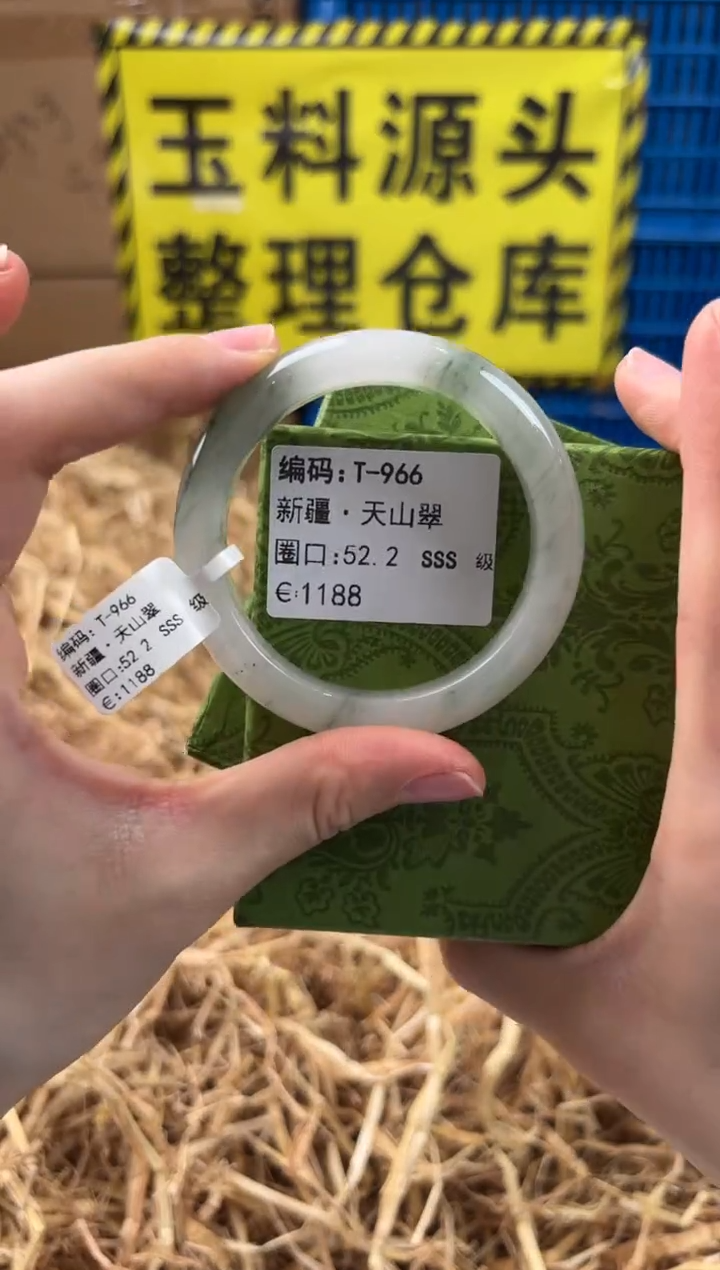 玉料源头
整理仓库
编码:T-966
新疆·天山翠
圈口:52.2 SSS 级
€:1188
编码:T-966
新疆·天山翠
圈口:52 2 SSS 级
€:1188